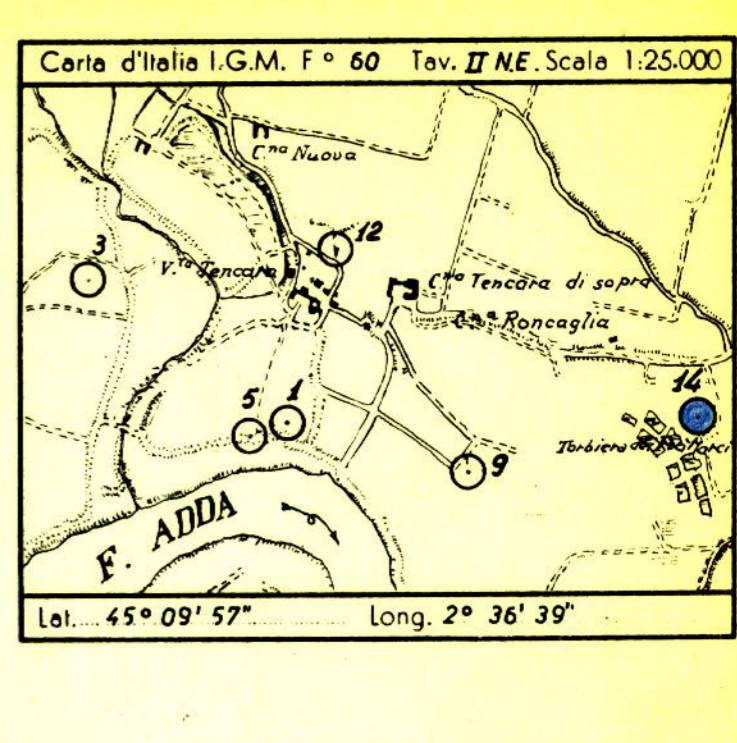 Carta d'Italia I.G.M. F° 60 Tav. II N.E. Scala 1:25.000
C.na Nuova
12
3
V.la Tencara
C.na Tencara di sopra
C.na Roncaglia
14
5
1
9
Torbiera dei
F. ADDA
Lat. 45° 09' 57" Long. 2° 36' 39"